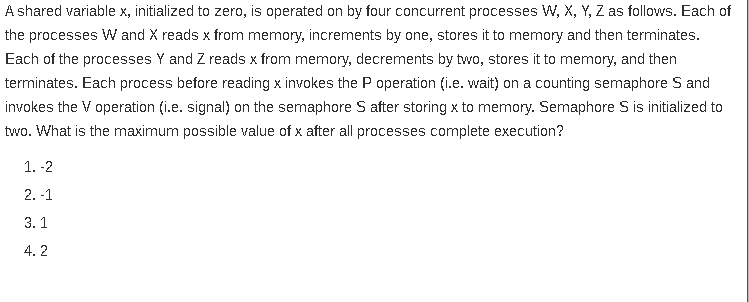 A shared variable x, initialized to zero, is operated on by four concurrent processes W, X, Y, Z as follows. Each of
the processes W and X reads x from memory, increments by one, stores it to memory and then terminates.
Each of the processes Y and Z reads x from memory, decrements by two, stores it to memory, and then
terminates. Each process before reading x invokes the P operation (i.e. wait) on a counting semaphore S and
invokes the V operation (i.e. signal) on the semaphore S after storing x to memory. Semaphore S is initialized to
two. What is the maximum possible value of x after all processes complete execution?
1. -2
2. -1
3. 1
4. 2